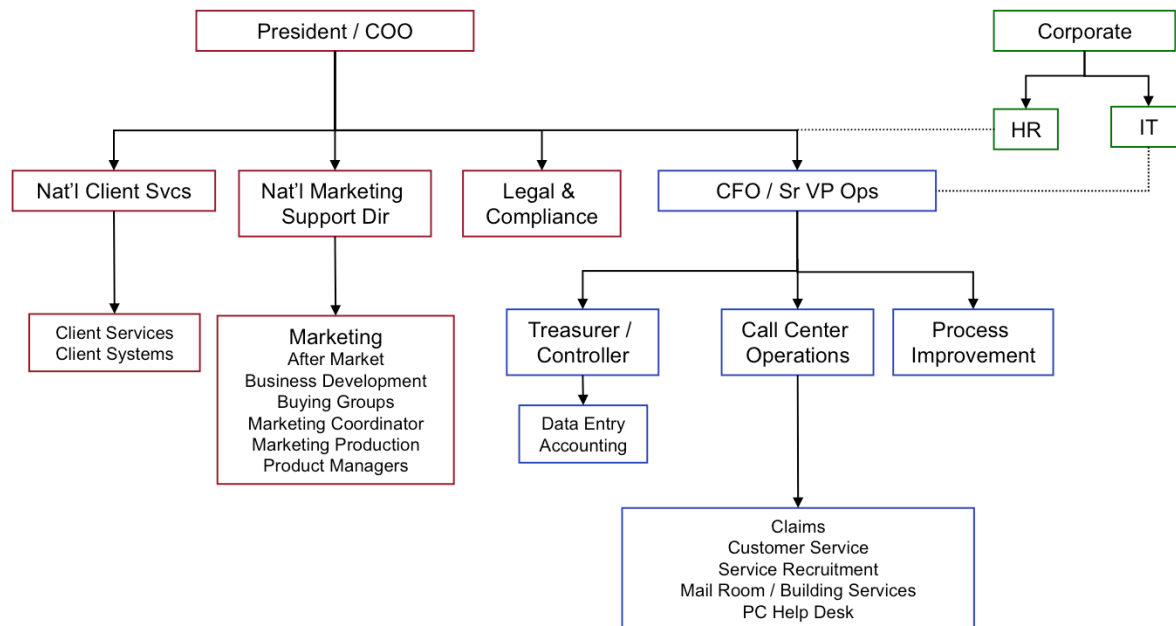 President / COO
Corporate
HR
IT
Nat'l Client Svcs
Nat'l Marketing
Support Dir
Legal &
Compliance
CFO / Sr VP Ops
Client Services
Client Systems
Marketing
After Market
Business Development
Buying Groups
Marketing Coordinator
Marketing Production
Product Managers
Treasurer /
Controller
Call Center
Operations
Process
Improvement
Data Entry
Accounting
Claims
Customer Service
Service Recruitment
Mail Room / Building Services
PC Help Desk